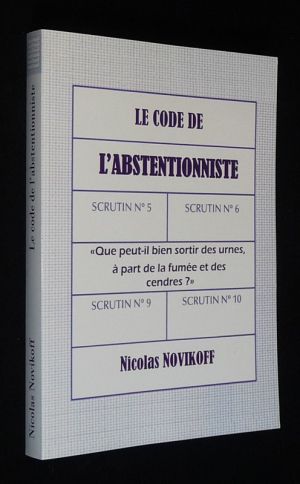 LE CODE DE
L'ABSTENTIONNISTE
SCRUTIN N° 5
SCRUTIN N° 6
«Que peut-il bien sortir des urnes,
à part de la fumée et des
cendres ?»
SCRUTIN N° 9
SCRUTIN N° 10
Nicolas NOVIKOFF
Le code de l'abstentionniste
Nicolas Novikoff